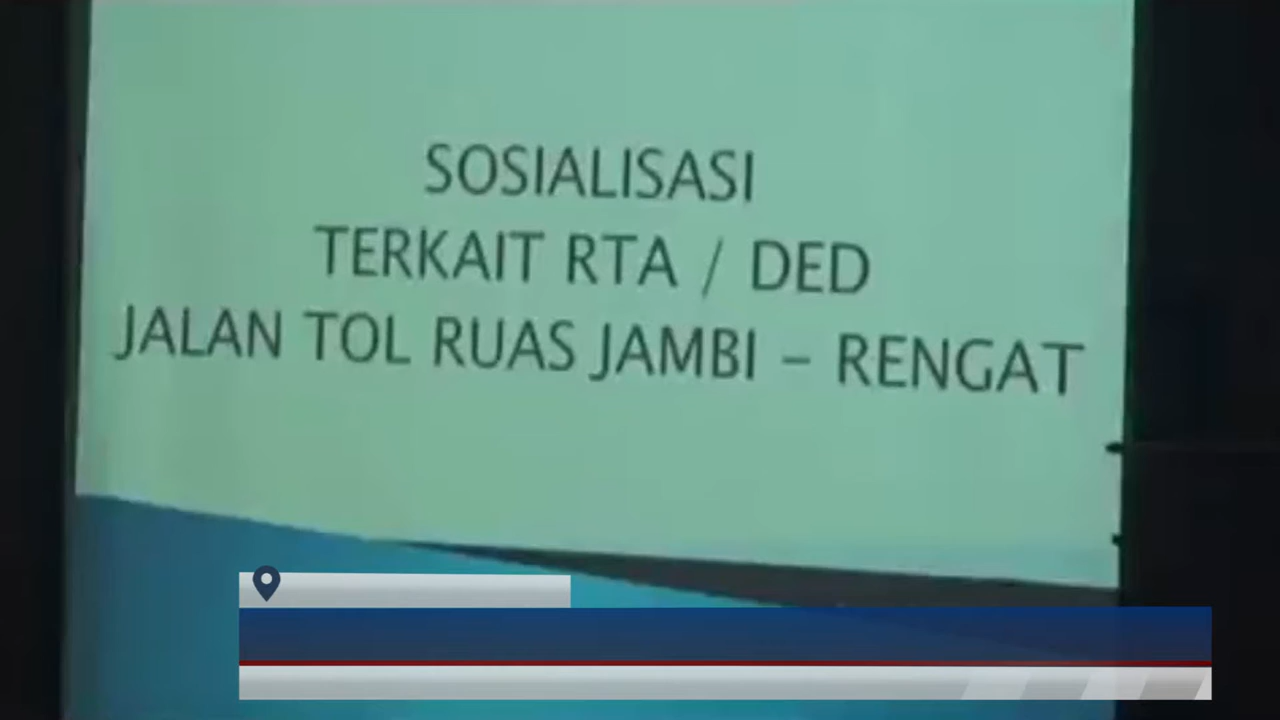 SOSIALISASI
TERKAIT RTA / DED
JALAN TOL RUAS JAMBI – RENGAT